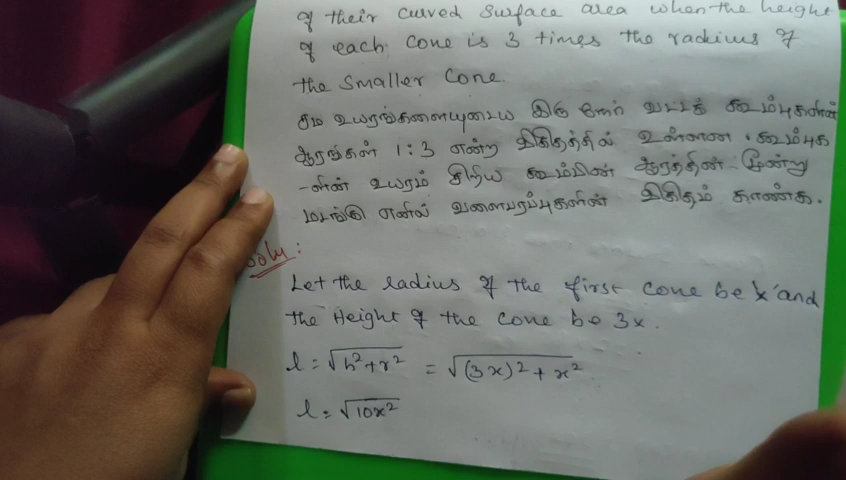 of their curved surface area when the height
of each cone is 3 times the radius of
the smaller cone.
சம உயரங்களையுடைய இரு நேர் வட்டக் கூம்புகளின்
ஆரங்கள் 1:3 என்ற விகிதத்தில் உள்ளன. கூம்புக
-ளின் உயரம் சிறிய கூம்பின் ஆரத்தின் மூன்று
மடங்கு எனில் வளைபரப்புகளின் விகிதம் காண்க.
Soln:
Let the radius of the first cone be 'x' and
the Height of the cone be 3x.
l = √h²+r² = √(3x)²+x²
l = √10x²